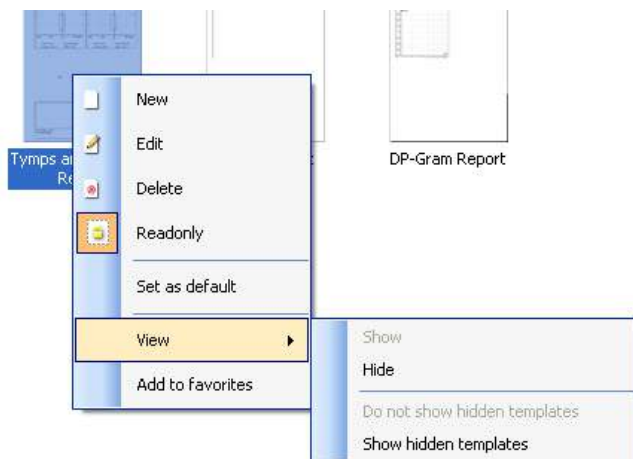 New
Edit
Tymps a
Re
DP-Gram Report
Delete
Readonly
Set as default
View
Show
Hide
Add to favorites
Do not show hidden templates
Show hidden templates